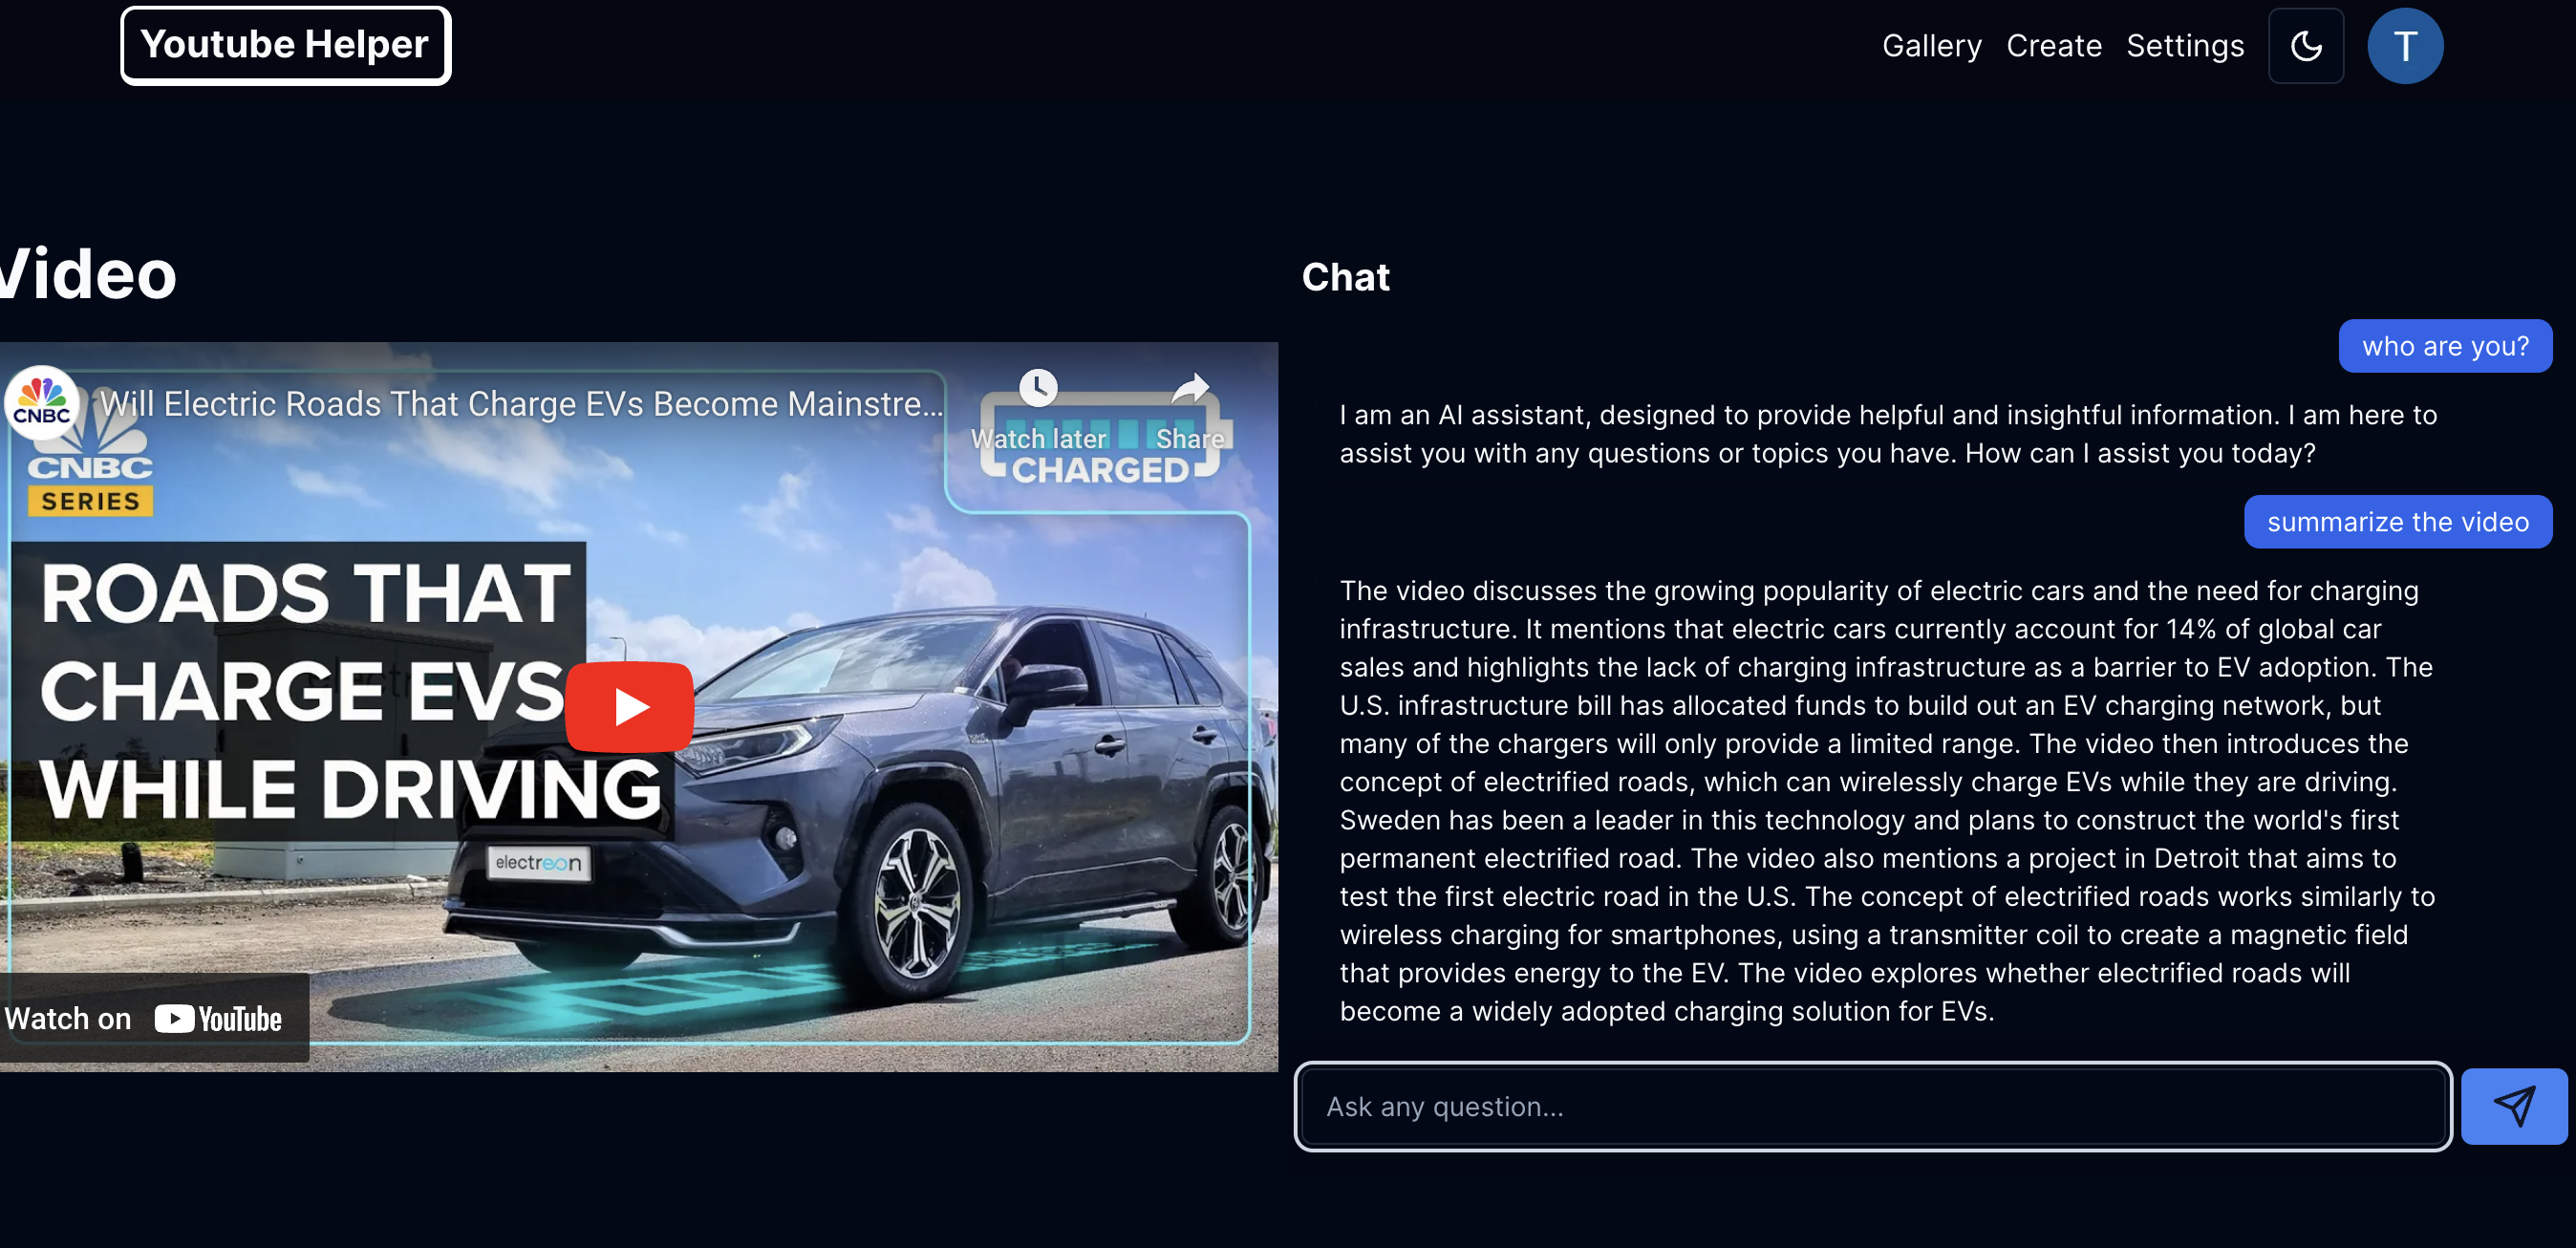 Youtube Helper
Gallery Create Settings
T
Video
CNBC
Will Electric Roads That Charge EVs Become Mainstre...
Watch later
Share
CNBC
SERIES
CHARGED
ROADS THAT
CHARGE EVS
WHILE DRIVING
electreon
Watch on YouTube
Chat
who are you?
I am an AI assistant, designed to provide helpful and insightful information. I am here to
assist you with any questions or topics you have. How can I assist you today?
summarize the video
The video discusses the growing popularity of electric cars and the need for charging
infrastructure. It mentions that electric cars currently account for 14% of global car
sales and highlights the lack of charging infrastructure as a barrier to EV adoption. The
U.S. infrastructure bill has allocated funds to build out an EV charging network, but
many of the chargers will only provide a limited range. The video then introduces the
concept of electrified roads, which can wirelessly charge EVs while they are driving.
Sweden has been a leader in this technology and plans to construct the world's first
permanent electrified road. The video also mentions a project in Detroit that aims to
test the first electric road in the U.S. The concept of electrified roads works similarly to
wireless charging for smartphones, using a transmitter coil to create a magnetic field
that provides energy to the EV. The video explores whether electrified roads will
become a widely adopted charging solution for EVs.
Ask any question...